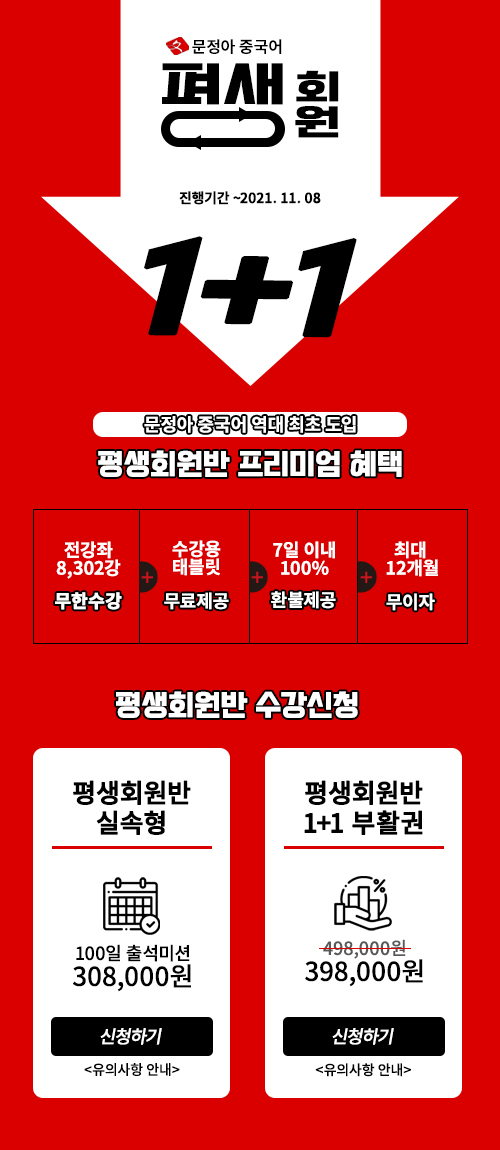 문정아 중국어
평생 회원
진행기간 ~2021. 11. 08
1+1
문정아 중국어 역대 최초 도입
평생회원반 프리미엄 혜택
전강좌
8,302강
무한수강
+
수강용
태블릿
무료제공
+
7일 이내
100%
환불제공
+
최대
12개월
무이자
평생회원반 수강신청
평생회원반
실속형
100일 출석미션
308,000원
신청하기
<유의사항 안내>
평생회원반
1+1 부활권
%
498,000원
398,000원
신청하기
<유의사항 안내>